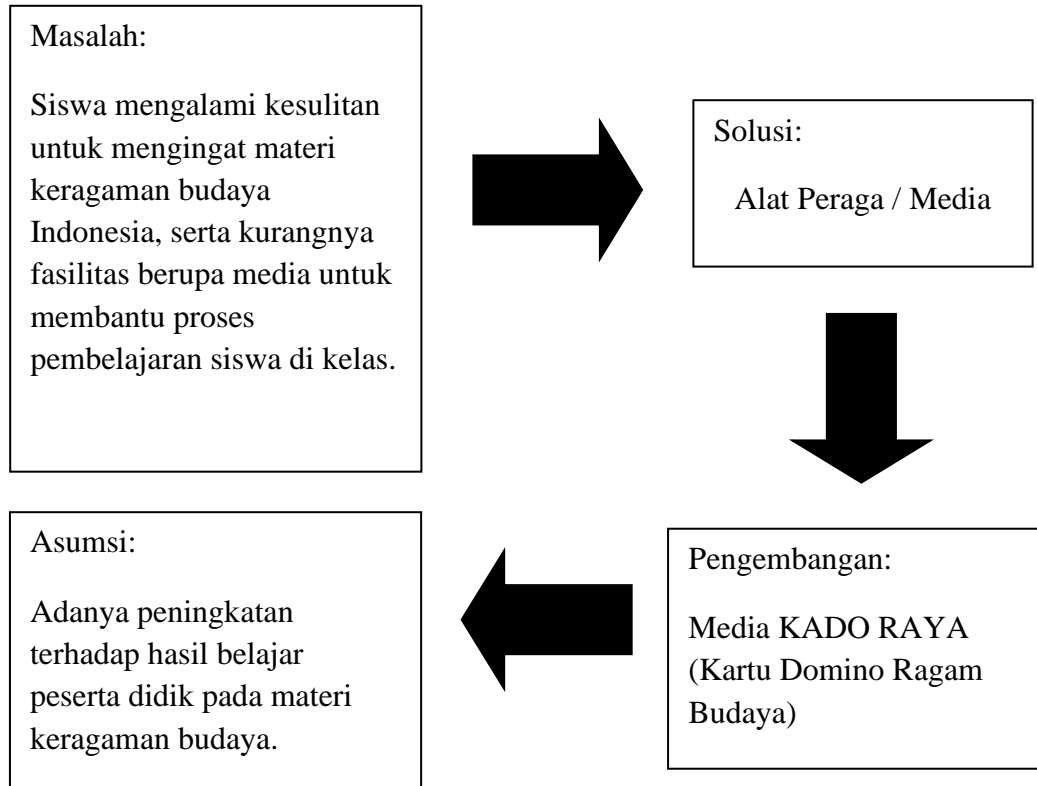 Masalah:
Siswa mengalami kesulitan
untuk mengingat materi
keragaman budaya
Indonesia, serta kurangnya
fasilitas berupa media untuk
membantu proses
pembelajaran siswa di kelas.
Solusi:
Alat Peraga / Media
Pengembangan:
Media KADO RAYA
(Kartu Domino Ragam
Budaya)
Asumsi:
Adanya peningkatan
terhadap hasil belajar
peserta didik pada materi
keragaman budaya.